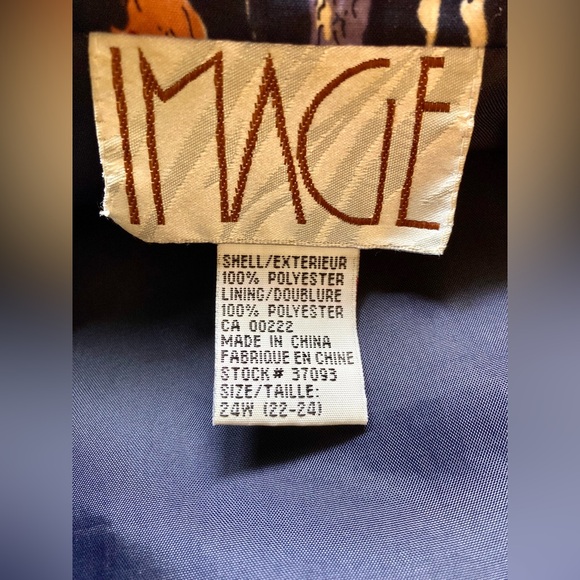 IMAGE
SHELL/EXTERIEUR
100% POLYESTER
LINING/DOUBLURE
100% POLYESTER
CA 00222
MADE IN CHINA
FABRIQUE EN CHINE
STOCK# 37093
SIZE/TAILLE:
24W (22-24)